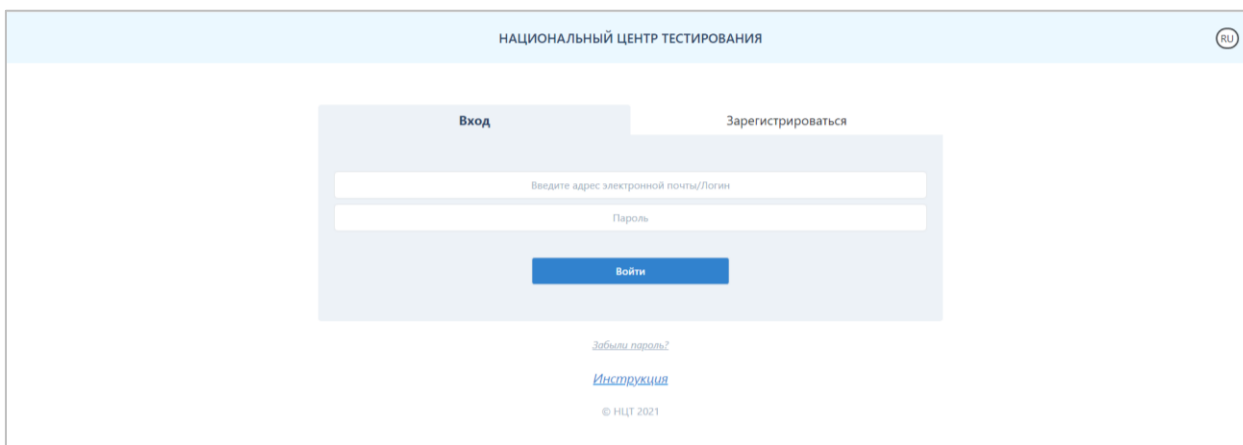 НАЦИОНАЛЬНЫЙ ЦЕНТР ТЕСТИРОВАНИЯ
RU
Вход
Зарегистрироваться
Введите адрес электронной почты/Логин
Пароль
Войти
Забыли пароль?
Инструкция
© НЦТ 2021